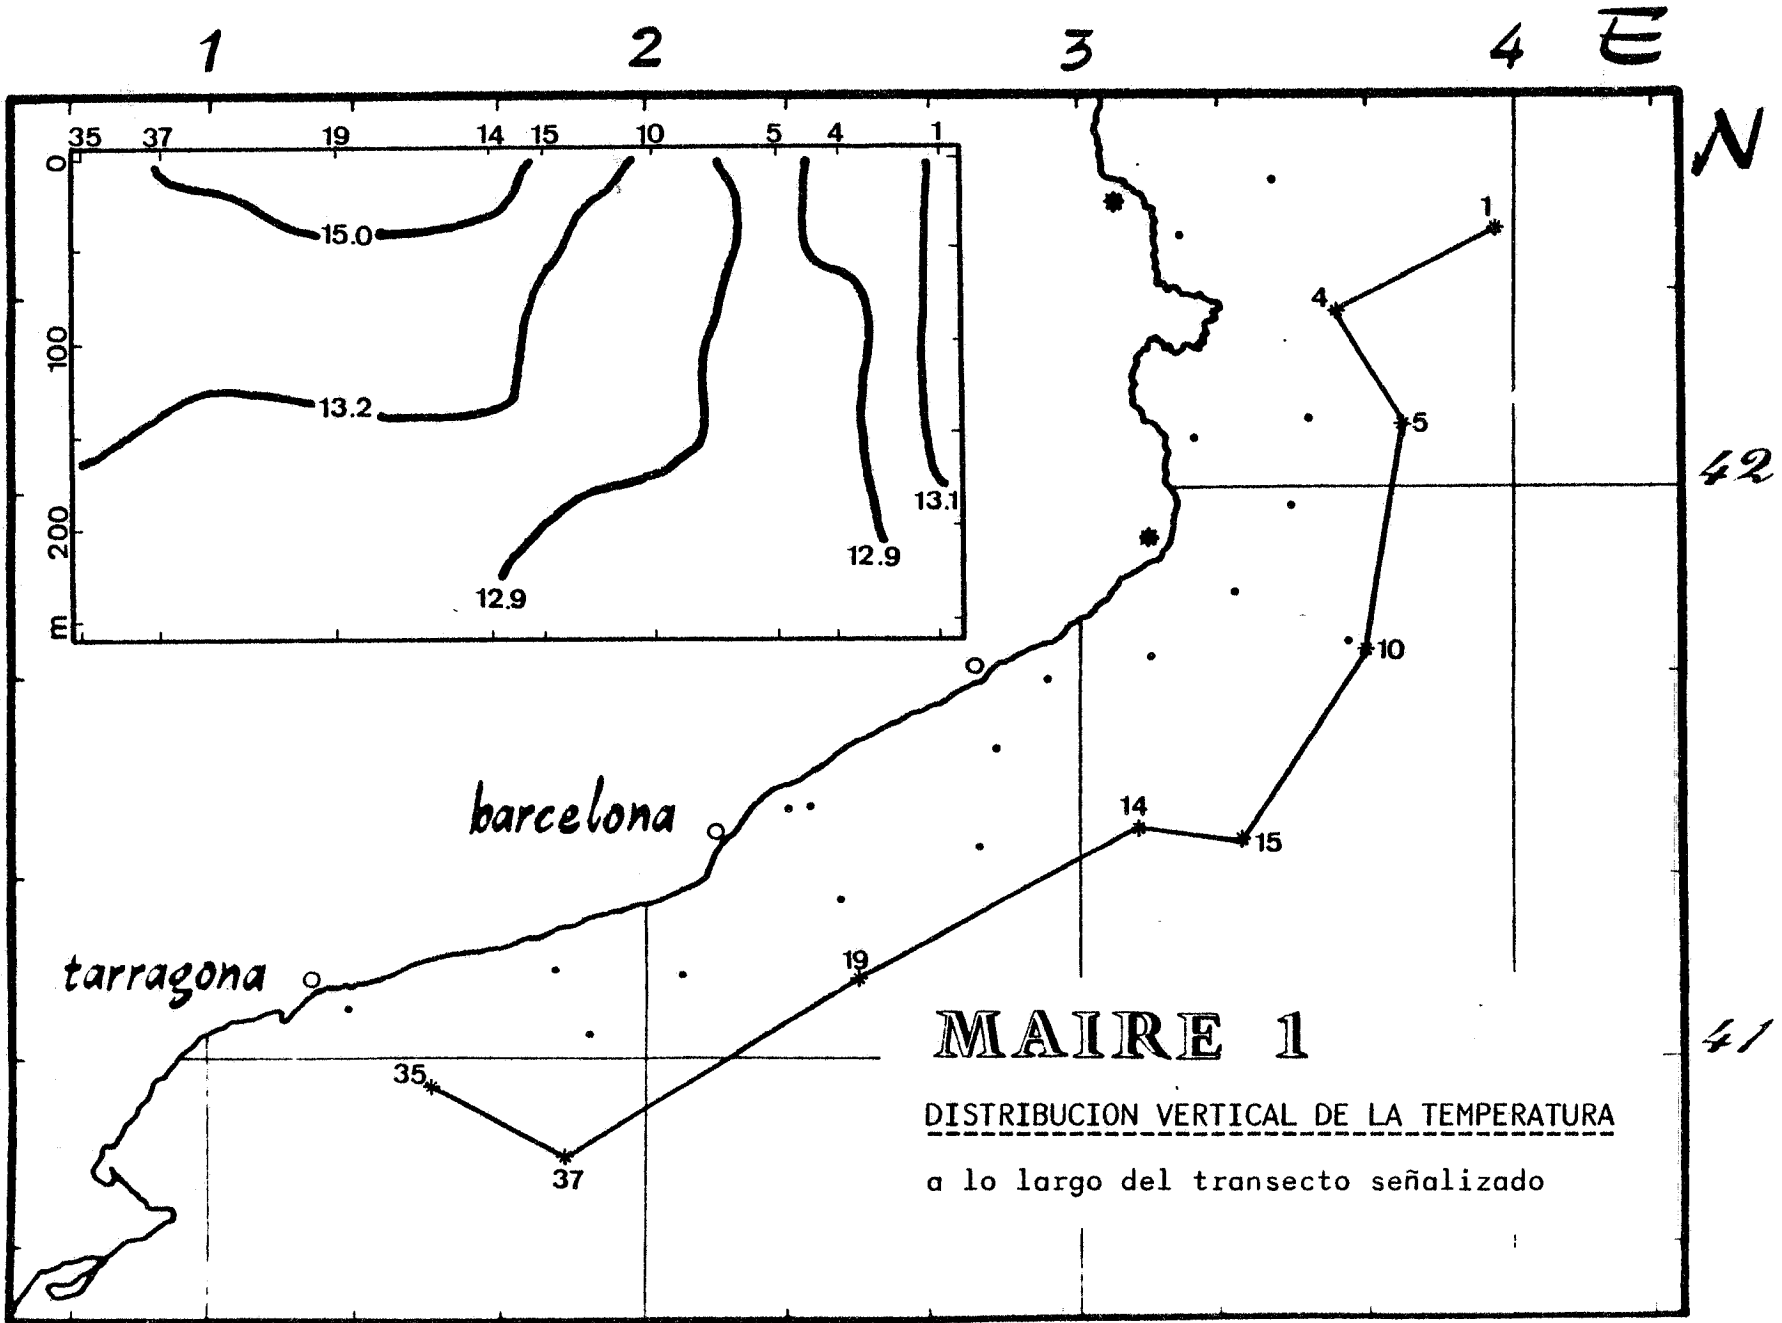 1 2 3 4 E
N
35 37 19 14 15 10 5 4 1
0
15.0
100
13.2
200
13.1
12.9
12.9
m
1
4
5
42
10
barcelona
14
15
tarragona
19
41
35
37
MAIRE 1
DISTRIBUCION VERTICAL DE LA TEMPERATURA
a lo largo del transecto señalizado